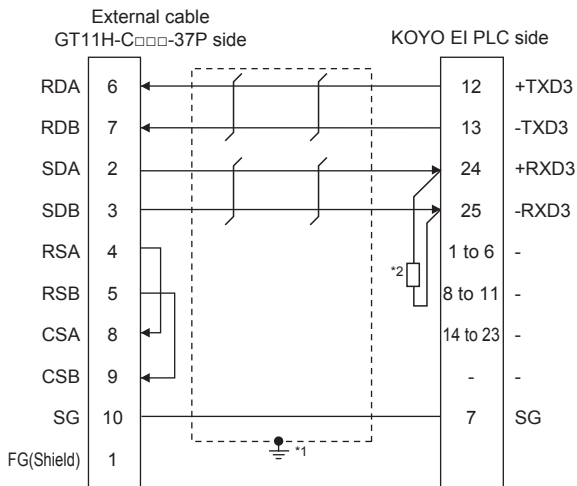 External cable
GT11H-C□□□-37P side
KOYO EI PLC side
RDA 6 12 +TXD3
RDB 7 13 -TXD3
SDA 2 24 +RXD3
SDB 3 25 -RXD3
RSA 4 1 to 6 -
*2
RSB 5 8 to 11 -
CSA 8 14 to 23 -
CSB 9 - -
SG 10 7 SG
*1
FG(Shield) 1